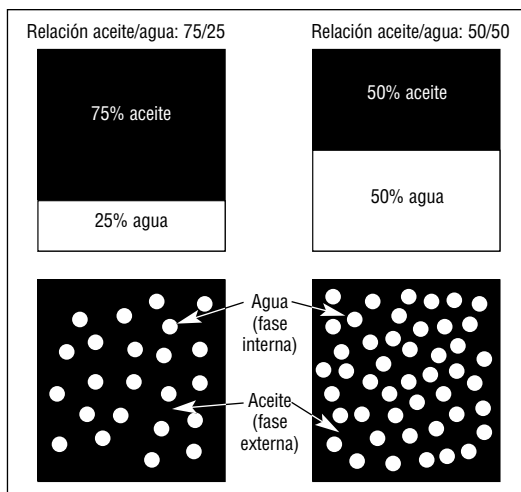 Relación aceite/agua: 75/25
Relación aceite/agua: 50/50
75% aceite
50% aceite
25% agua
50% agua
Agua
(fase
interna)
Aceite
(fase
externa)